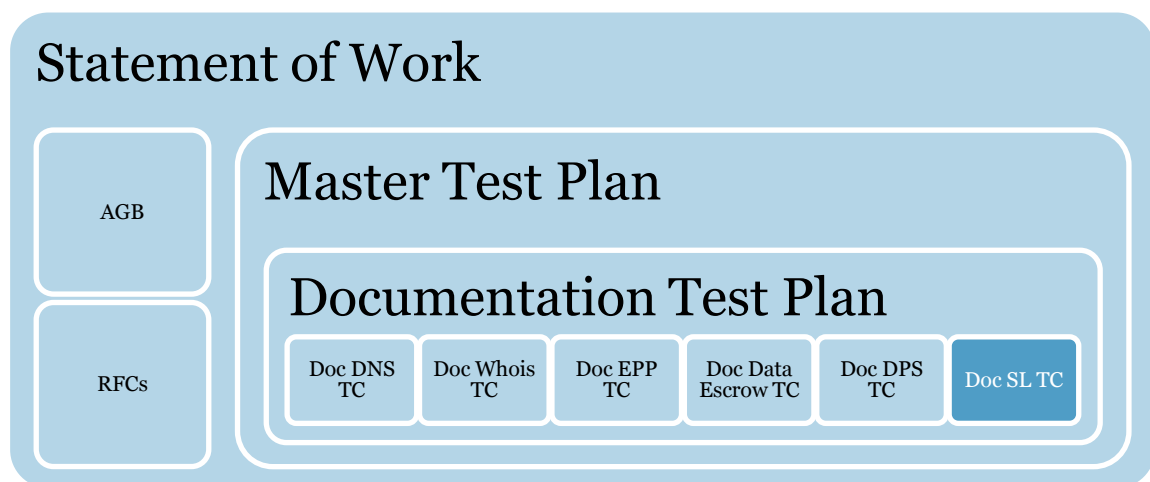 Statement of Work
AGB
RFCs
Master Test Plan
Documentation Test Plan
Doc DNS
TC
Doc Whois
TC
Doc EPP
TC
Doc Data
Escrow TC
Doc DPS
TC
Doc SL TC